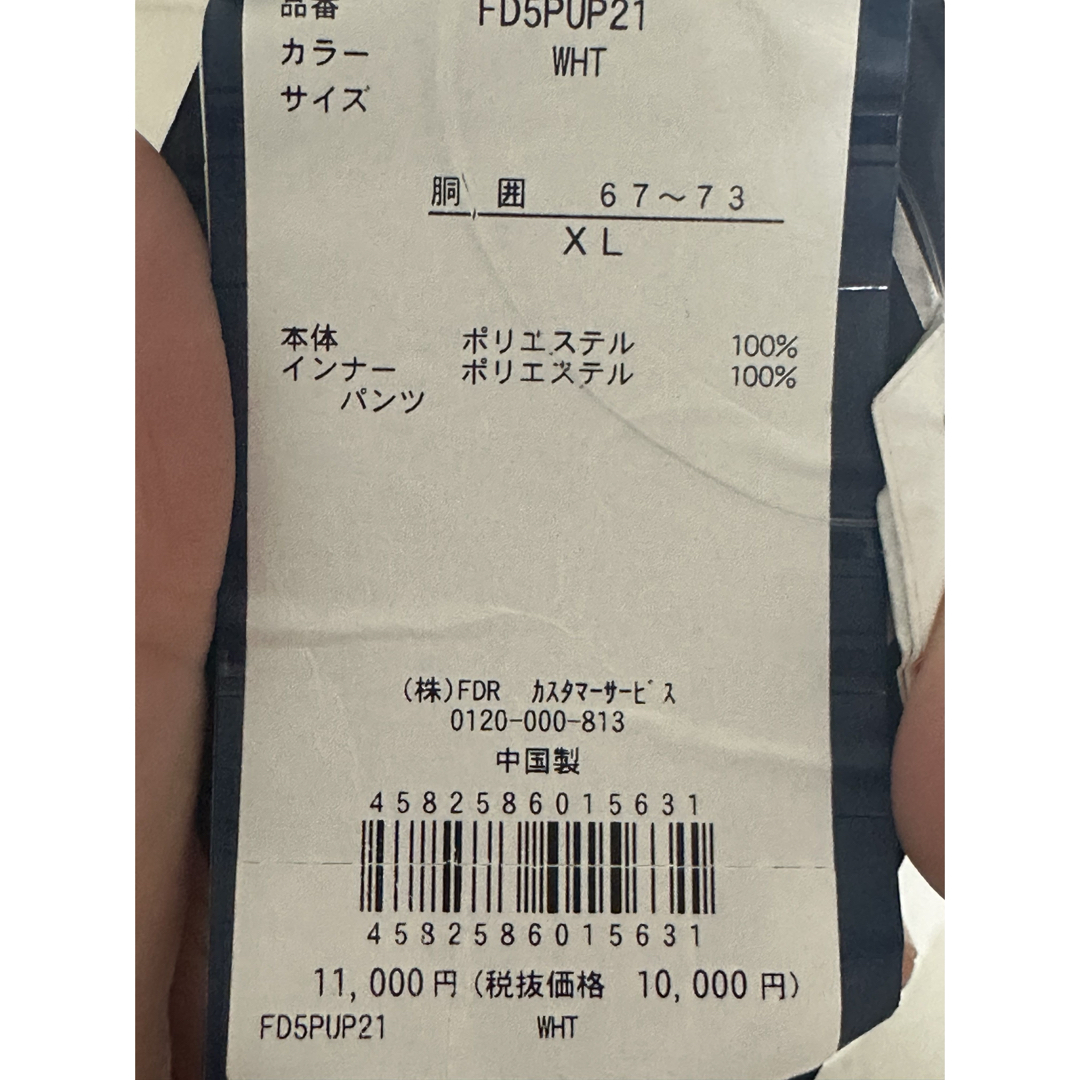 品番 FD5PUP21
カラー WHT
サイズ
胴 囲 67~73
XL
本体 ポリエステル 100%
インナー ポリエステル 100%
パンツ
(株)FDR ｶｽﾀﾏｰｻｰﾋﾞｽ
0120-000-813
中国製
4582586015631
4582586015631
11,000円(税抜価格 10,000円)
FD5PUP21 WHT